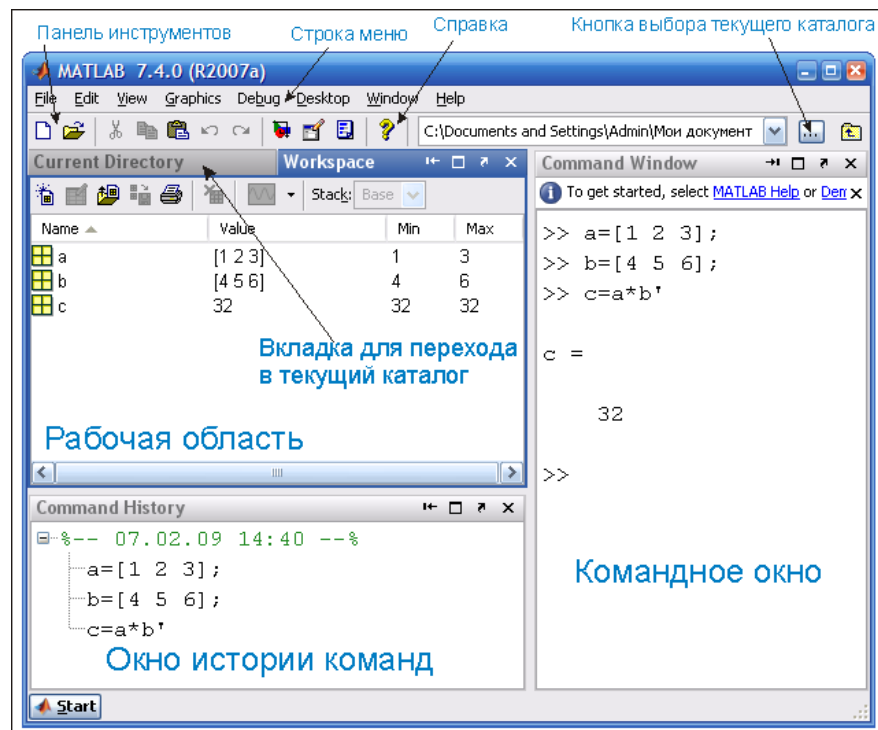 Панель инструментов
Строка меню
Справка
Кнопка выбора текущего каталога
MATLAB 7.4.0 (R2007a)
File Edit View Graphics Debug Desktop Window Help
C:\Documents and Settings\Admin\Мои документ
Current Directory
Workspace
Stack: Base
Name Value Min Max
a [1 2 3] 1 3
b [4 5 6] 4 6
c 32 32 32
Вкладка для перехода
в текущий каталог
Рабочая область
Command History
%-- 07.02.09 14:40 --%
a=[1 2 3];
b=[4 5 6];
c=a*b'
Окно истории команд
Command Window
To get started, select MATLAB Help or Dem
>> a=[1 2 3];
>> b=[4 5 6];
>> c=a*b'
c =
32
>>
Командное окно
Start